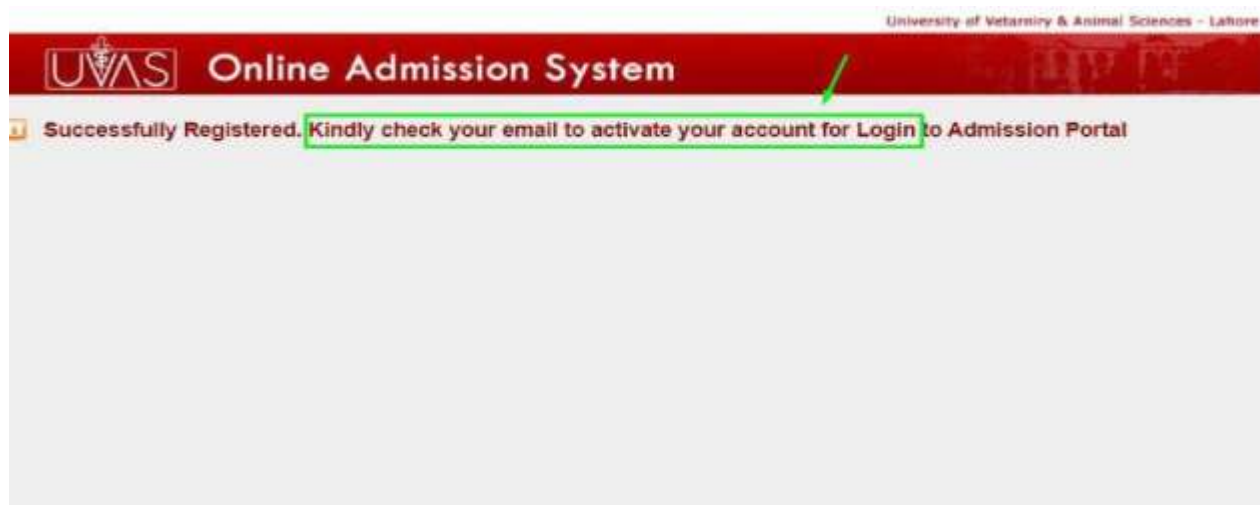 University of Vetarniry & Animal Sciences - Lahore
UVAS Online Admission System
Successfully Registered. Kindly check your email to activate your account for Login to Admission Portal